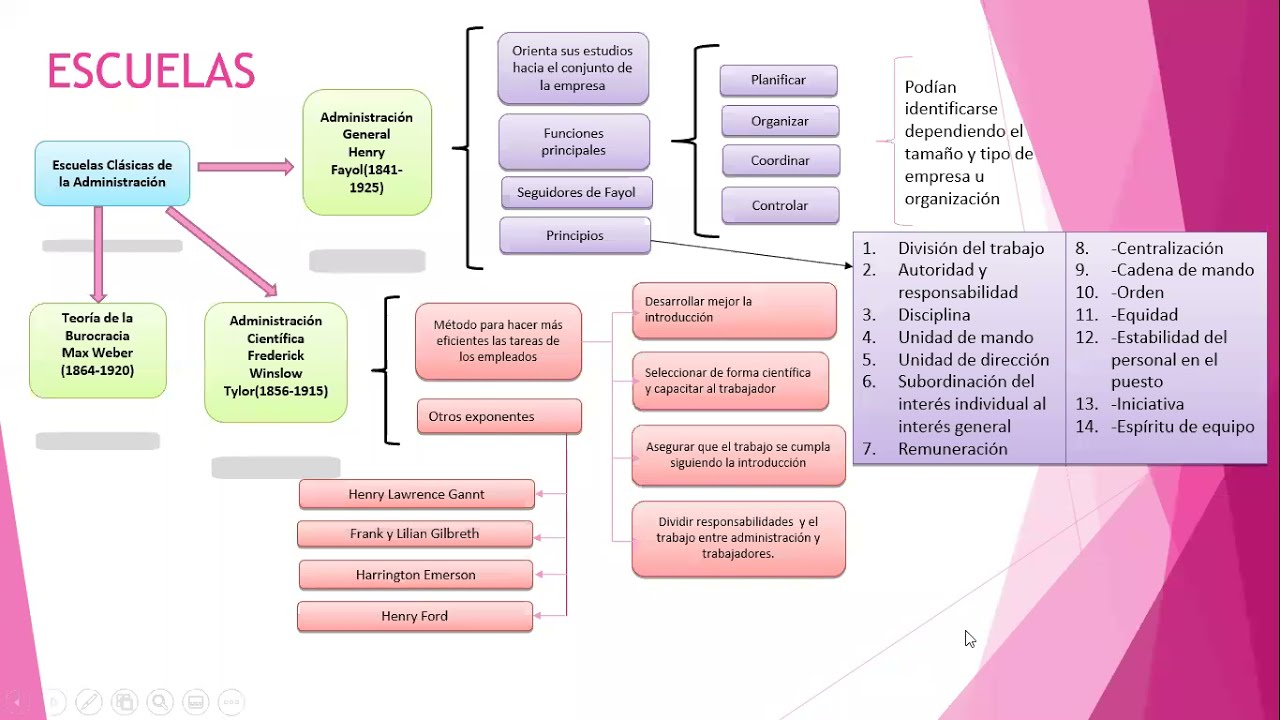 ESCUELAS
Escuelas Clásicas de
la Administración
Administración
General
Henry
Fayol(1841-
1925)
Orienta sus estudios
hacia el conjunto de
la empresa
Funciones
principales
Seguidores de Fayol
Principios
Planificar
Organizar
Coordinar
Controlar
Podían
identificarse
dependiendo el
tamaño y tipo de
empresa u
organización
1. División del trabajo
2. Autoridad y
responsabilidad
3. Disciplina
4. Unidad de mando
5. Unidad de dirección
6. Subordinación del
interés individual al
interés general
7. Remuneración
8. -Centralización
9. -Cadena de mando
10. -Orden
11. -Equidad
12. -Estabilidad del
personal en el
puesto
13. -Iniciativa
14. -Espíritu de equipo
Teoría de la
Burocracia
Max Weber
(1864-1920)
Administración
Científica
Frederick
Winslow
Tylor(1856-1915)
Método para hacer más
eficientes las tareas de
los empleados
Otros exponentes
Desarrollar mejor la
introducción
Seleccionar de forma científica
y capacitar al trabajador
Asegurar que el trabajo se cumpla
siguiendo la introducción
Dividir responsabilidades y el
trabajo entre administración y
trabajadores.
Henry Lawrence Gannt
Frank y Lilian Gilbreth
Harrington Emerson
Henry Ford